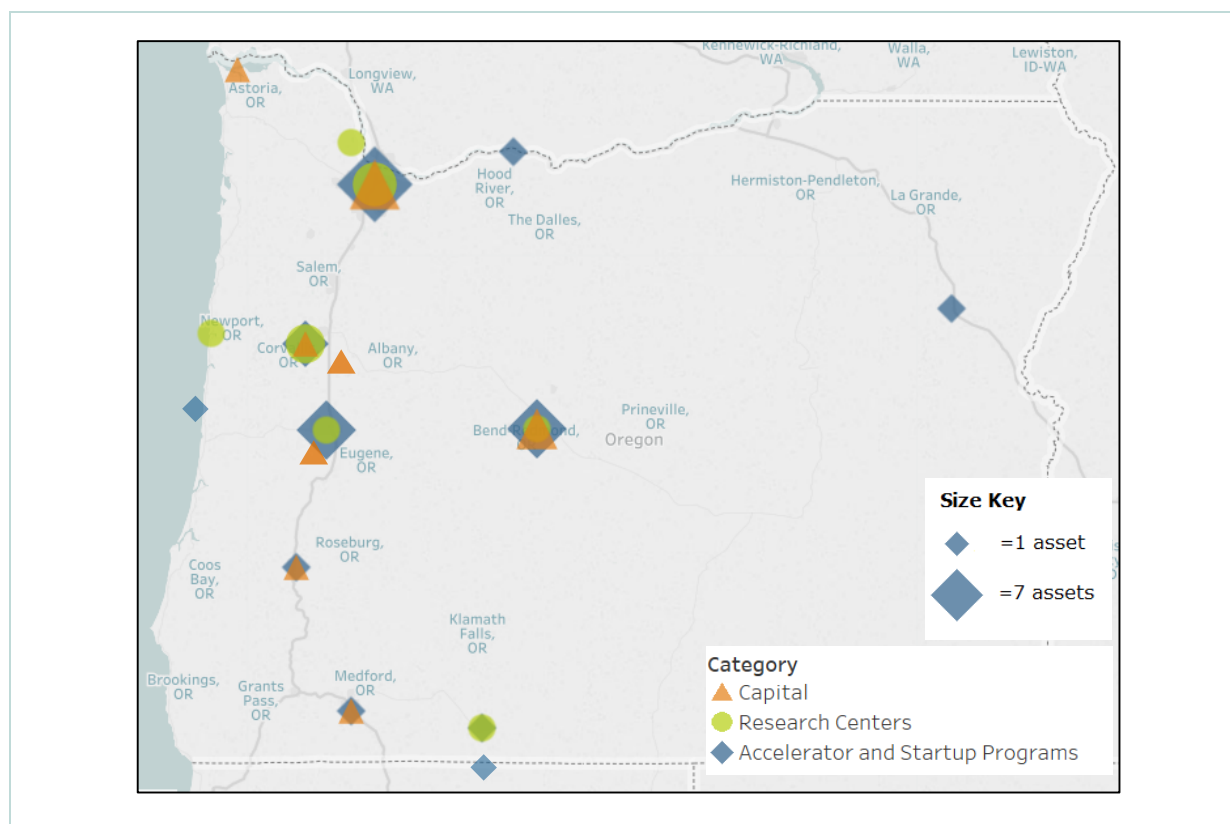 Kennewick-Richland,
WA
Walla,
WA
Lewiston,
ID-WA
Longview,
WA
Astoria,
OR
Hood
River,
OR
The Dalles,
OR
Hermiston-Pendleton,
OR
La Grande,
OR
Salem,
OR
Newport,
OR
Albany,
OR
OR
Prineville,
OR
Oregon
Eugene,
OR
Roseburg,
OR
Coos
Bay,
OR
Klamath
Falls,
OR
Brookings,
OR
Grants
Pass,
OR
Medford,
OR
Size Key
=1 asset
=7 assets
Category
Capital
Research Centers
Accelerator and Startup Programs